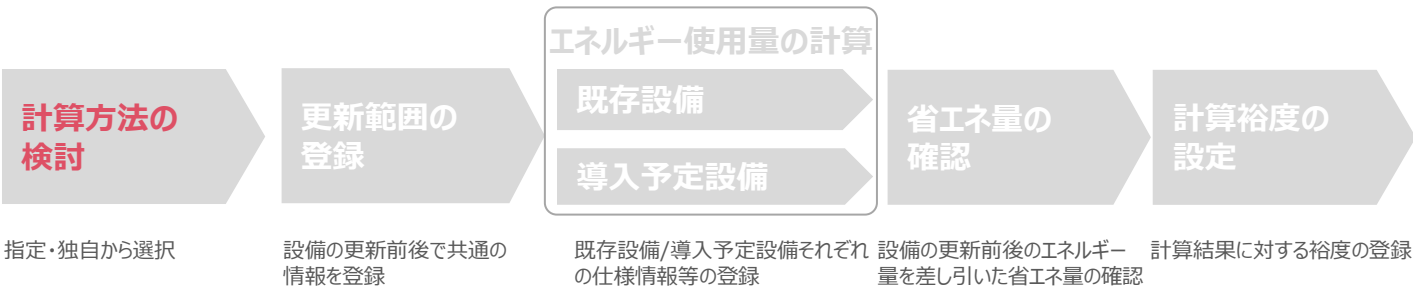 計算方法の
検討
更新範囲の
登録
エネルギー使用量の計算
既存設備
導入予定設備
省エネ量の
確認
計算裕度の
設定
指定・独自から選択
設備の更新前後で共通の
情報を登録
既存設備/導入予定設備それぞれ
の仕様情報等の登録
設備の更新前後のエネルギー
量を差し引いた省エネ量の確認
計算結果に対する裕度の登録